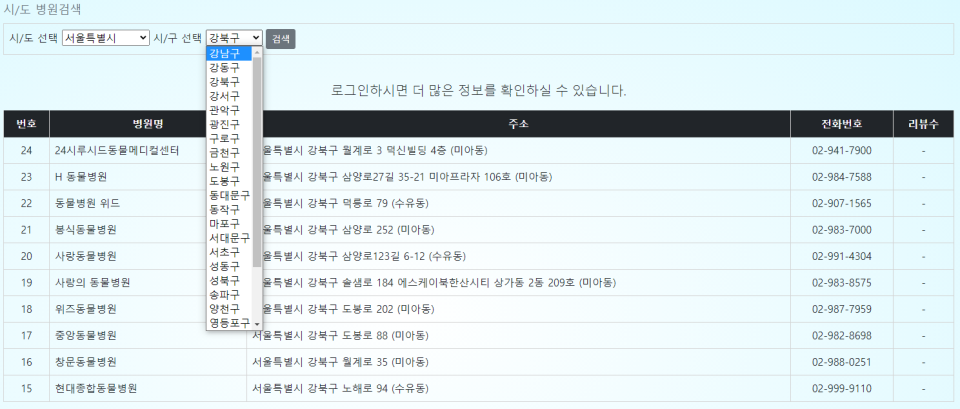 시/도 병원검색
시/도 선택 서울특별시 시/구 선택 강북구 검색
강남구
강동구
강북구
강서구
관악구
광진구
구로구
금천구
노원구
도봉구
동대문구
동작구
마포구
서대문구
서초구
성동구
성북구
송파구
양천구
영등포구
로그인하시면 더 많은 정보를 확인하실 수 있습니다.
번호 병원명 주소 전화번호 리뷰수
24 24시루시드동물메디컬센터 서울특별시 강북구 월계로 3 덕신빌딩 4층 (미아동) 02-941-7900 -
23 H 동물병원 서울특별시 강북구 삼양로27길 35-21 미아프라자 106호 (미아동) 02-984-7588 -
22 동물병원 위드 서울특별시 강북구 덕릉로 79 (수유동) 02-907-1565 -
21 봉식동물병원 서울특별시 강북구 삼양로 252 (미아동) 02-983-7000 -
20 사랑동물병원 서울특별시 강북구 삼양로123길 6-12 (수유동) 02-991-4304 -
19 사랑의 동물병원 서울특별시 강북구 솔샘로 184 에스케이북한산시티 상가동 2동 209호 (미아동) 02-983-8575 -
18 위즈동물병원 서울특별시 강북구 도봉로 202 (미아동) 02-987-7959 -
17 중앙동물병원 서울특별시 강북구 도봉로 88 (미아동) 02-982-8698 -
16 창문동물병원 서울특별시 강북구 월계로 35 (미아동) 02-988-0251 -
15 현대종합동물병원 서울특별시 강북구 노해로 94 (수유동) 02-999-9110 -